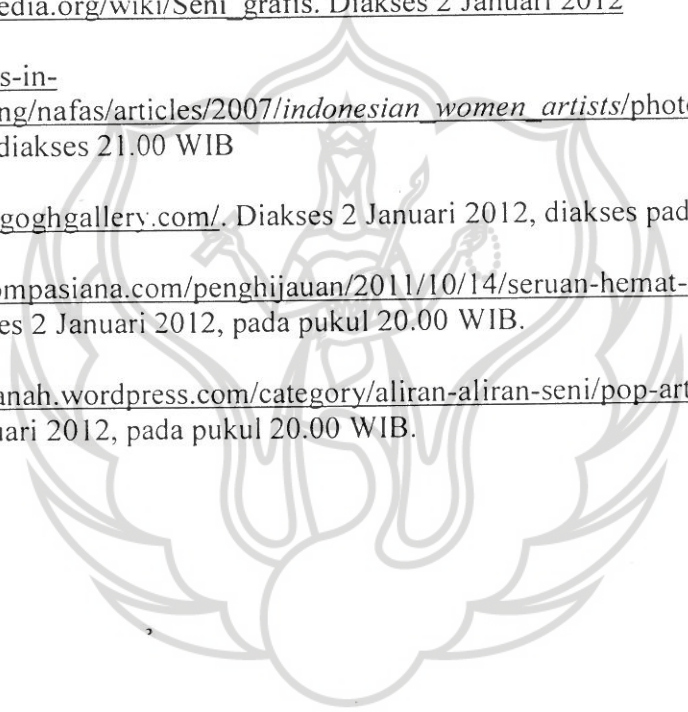 edia.org/wiki/Seni_grafis. Diakses 2 Januari 2012
s-in-
ng/nafas/articles/2007/indonesian_women_artists/phot
diakses 21.00 WIB
goghgallery.com/. Diakses 2 Januari 2012, diakses pad
ompasiana.com/penghijauan/2011/10/14/seruan-hemat-
es 2 Januari 2012, pada pukul 20.00 WIB.
anah.wordpress.com/category/aliran-aliran-seni/pop-art
uari 2012, pada pukul 20.00 WIB.